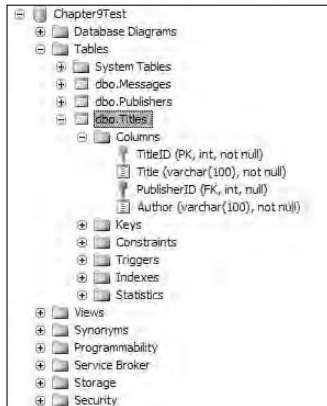 Chapter9Test
Database Diagrams
Tables
System Tables
dbo.Messages
dbo.Publishers
dbo.Titles
Columns
TitleID (PK, int, not null)
Title (varchar(100), not null)
PublisherID (FK, int, not null)
Author (varchar(100), not null)
Keys
Constraints
Triggers
Indexes
Statistics
Views
Synonyms
Programmability
Service Broker
Storage
Security